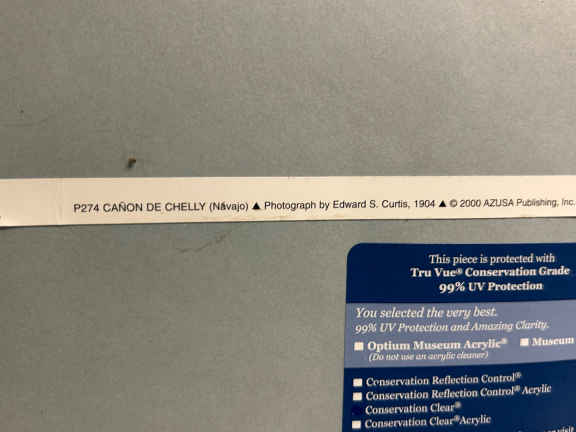 P274 CAÑON DE CHELLY (Navajo) ▲ Photograph by Edward S. Curtis, 1904 ▲ © 2000 AZUSA Publishing, Inc.
This piece is protected with
Tru Vue® Conservation Grade
99% UV Protection
You selected the very best.
99% UV Protection and Amazing Clarity.
Optium Museum Acrylic® Museum
(Do not use an acrylic cleaner)
Conservation Reflection Control®
Conservation Reflection Control® Acrylic
Conservation Clear®
Conservation Clear® Acrylic
or visit